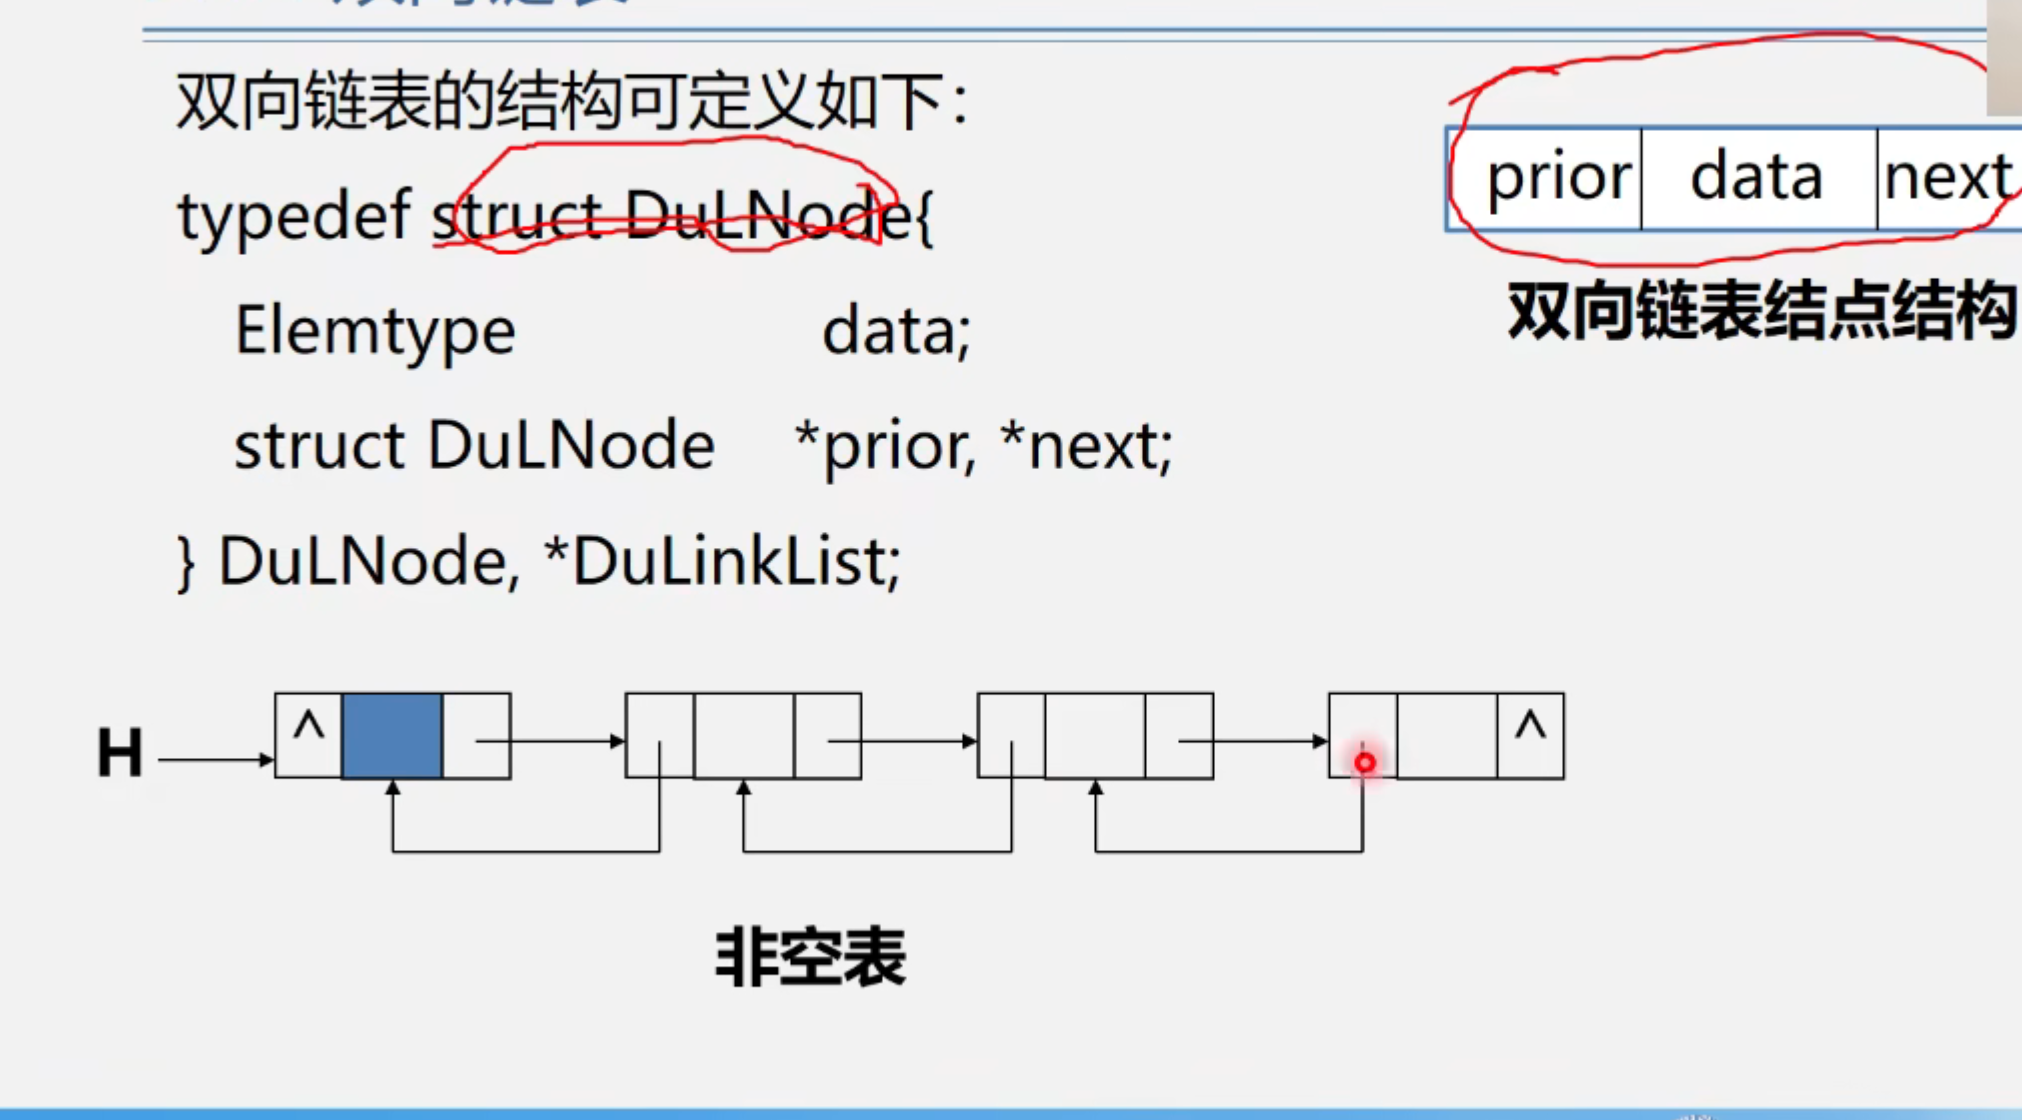 双向链表的结构可定义如下：
typedef struct DuLNode{
Elemtype data;
struct DuLNode *prior, *next;
} DuLNode, *DuLinkList;
prior data next
双向链表结点结构
H ^ ^
非空表